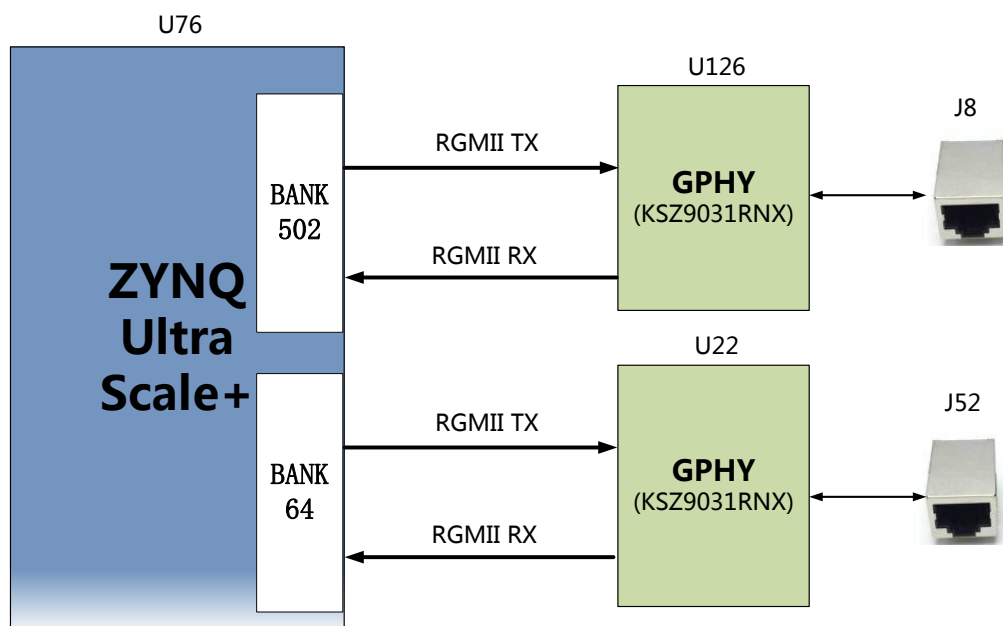 U76
U126
J8
RGMII TX
GPHY
(KSZ9031RNX)
BANK
502
RGMII RX
ZYNQ
Ultra
Scale+
U22
J52
RGMII TX
GPHY
(KSZ9031RNX)
BANK
64
RGMII RX